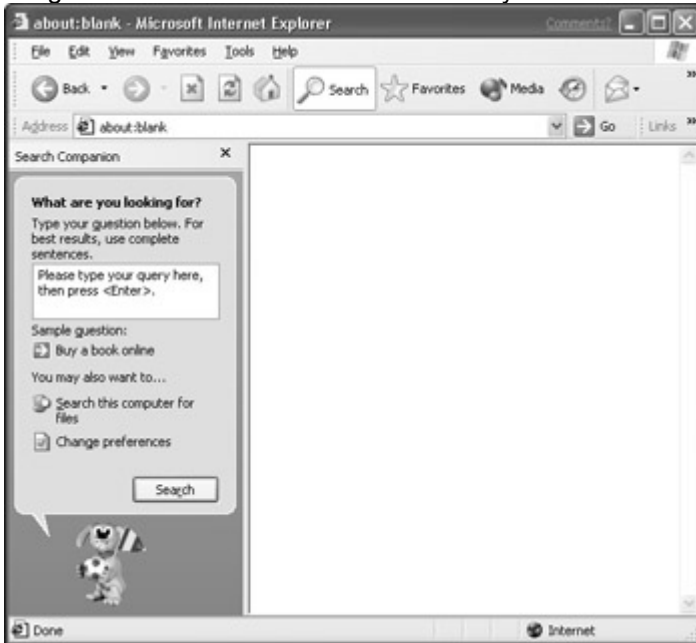 about:blank - Microsoft Internet Explorer Comments?
File Edit View Favorites Tools Help
Back Search Favorites Media
Address about:blank Go Links
Search Companion
What are you looking for?
Type your question below. For
best results, use complete
sentences.
Please type your query here,
then press <Enter>.
Sample question:
Buy a book online
You may also want to...
Search this computer for
files
Change preferences
Search
Done Internet